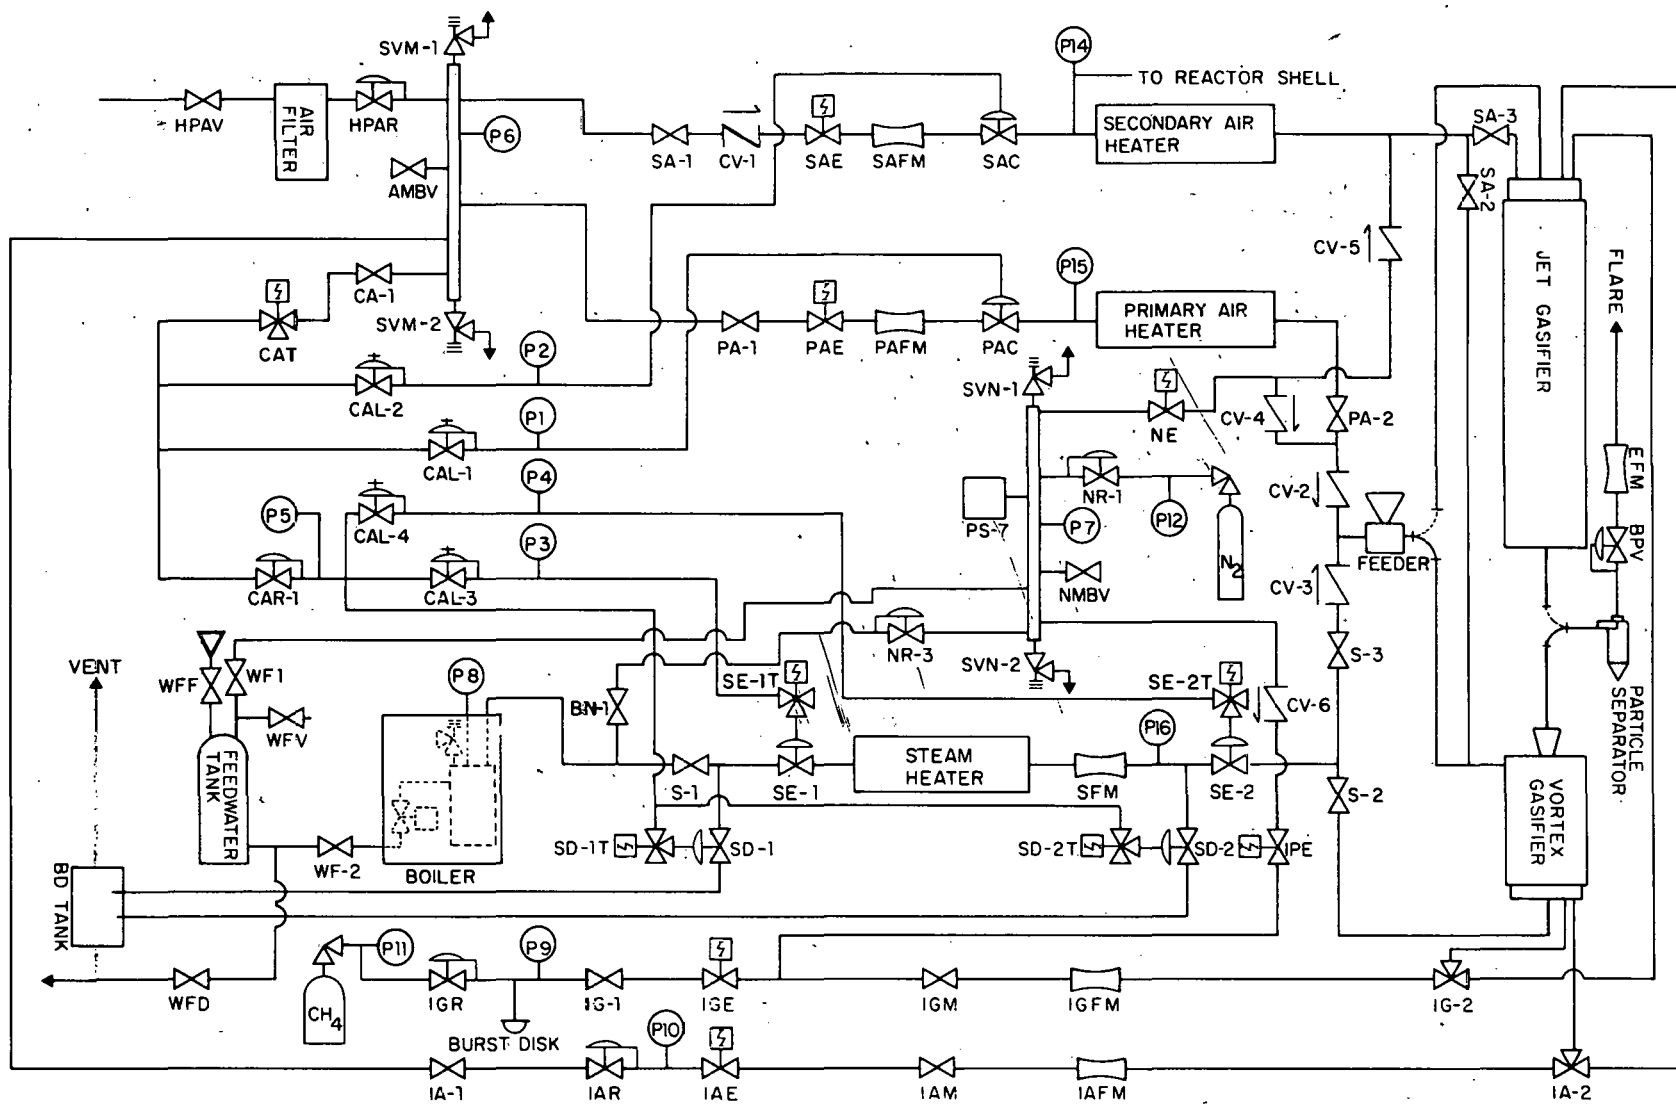 SVM-1
P14
TO REACTOR SHELL
HPAV
AIR
FILTER
HPAR
P6
AMBV
SA-1
CV-1
SAE
SAFM
SAC
SECONDARY AIR
HEATER
SA-3
SA-2
CV-5
JET GASIFIER
FLARE
CA-1
CAT
SVM-2
P15
PA-1
PAE
PAFM
PAC
PRIMARY AIR
HEATER
P2
CAL-2
SVN-1
NE
CV-4
PA-2
P1
CAL-1
EFM
P4
CAL-4
P5
PS-7
NR-1
P12
P7
N2
CV-2
FEEDER
BPV
P3
CAR-1
CAL-3
NMBV
CV-3
NR-3
SVN-2
S-3
VENT
WFF
WF1
WFV
P8
BN-1
SE-1T
SE-2T
CV-6
PARTICLE
SEPARATOR
FEEDWATER
TANK
S-1
SE-1
STEAM
HEATER
SFM
P16
SE-2
S-2
VORTEX
GASIFIER
BD TANK
WF-2
BOILER
SD-1T
SD-1
SD-2T
SD-2
IPE
WFD
CH4
P11
IGR
P9
BURST DISK
IG-1
IGE
IGM
IGFM
IG-2
IA-1
IAR
P10
IAE
IAM
IAFM
IA-2